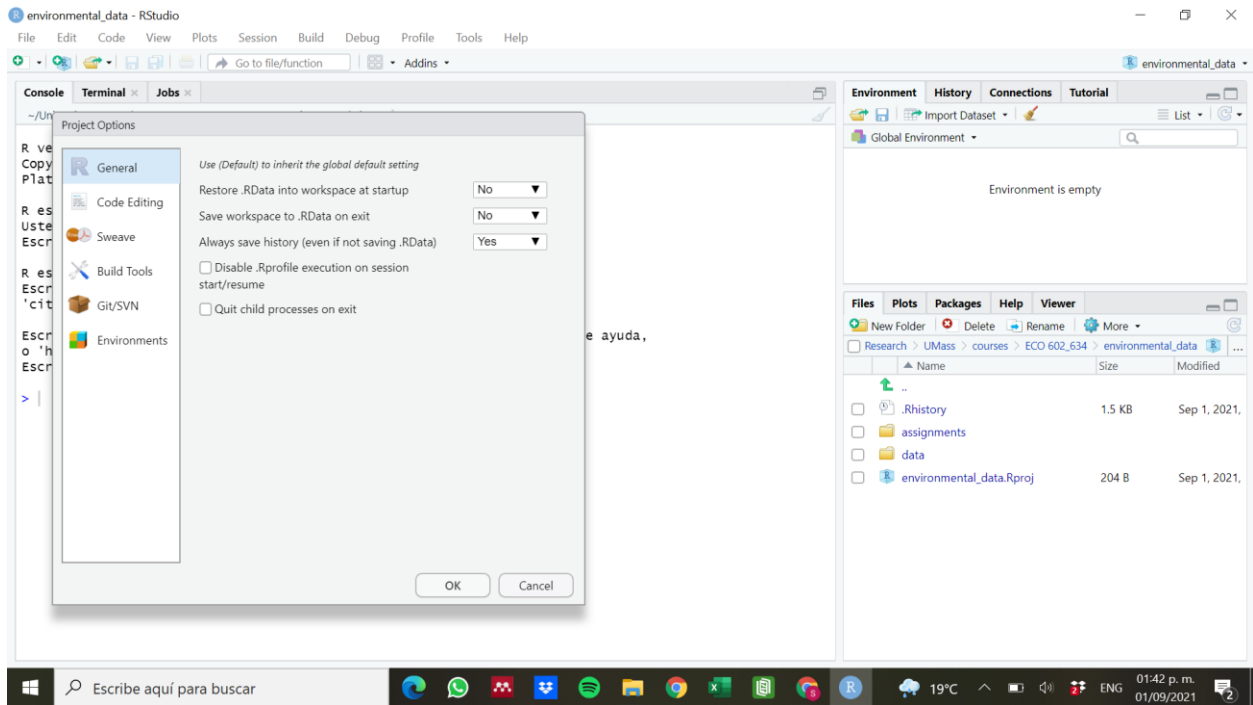 environmental_data - RStudio
File Edit Code View Plots Session Build Debug Profile Tools Help
Go to file/function Addins environmental_data
Console Terminal Jobs
~/Un
R ve
Copy
Plat
R es
Uste
Escr
R es
Escr
'cit
Escr e ayuda,
o 'h
Escr
>
Project Options
General
Code Editing
Sweave
Build Tools
Git/SVN
Environments
Use (Default) to inherit the global default setting
Restore .RData into workspace at startup No
Save workspace to .RData on exit No
Always save history (even if not saving .RData) Yes
Disable .Rprofile execution on session
start/resume
Quit child processes on exit
OK Cancel
Environment History Connections Tutorial
Import Dataset List
Global Environment
Environment is empty
Files Plots Packages Help Viewer
New Folder Delete Rename More
Research > UMass > courses > ECO 602_634 > environmental_data ...
Name Size Modified
..
.Rhistory 1.5 KB Sep 1, 2021,
assignments
data
environmental_data.Rproj 204 B Sep 1, 2021,
Escribe aquí para buscar
19°C ENG
01:42 p. m.
01/09/2021
2